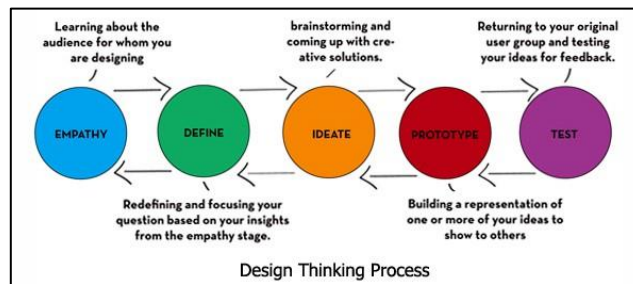 Learning about the
audience for whom you
are designing
brainstorming and
coming up with cre-
ative solutions.
Returning to your original
user group and testing
your ideas for feedback.
EMPATHY
DEFINE
IDEATE
PROTOTYPE
TEST
Redefining and focusing your
question based on your insights
from the empathy stage.
Building a representation of
one or more of your ideas to
show to others
Design Thinking Process